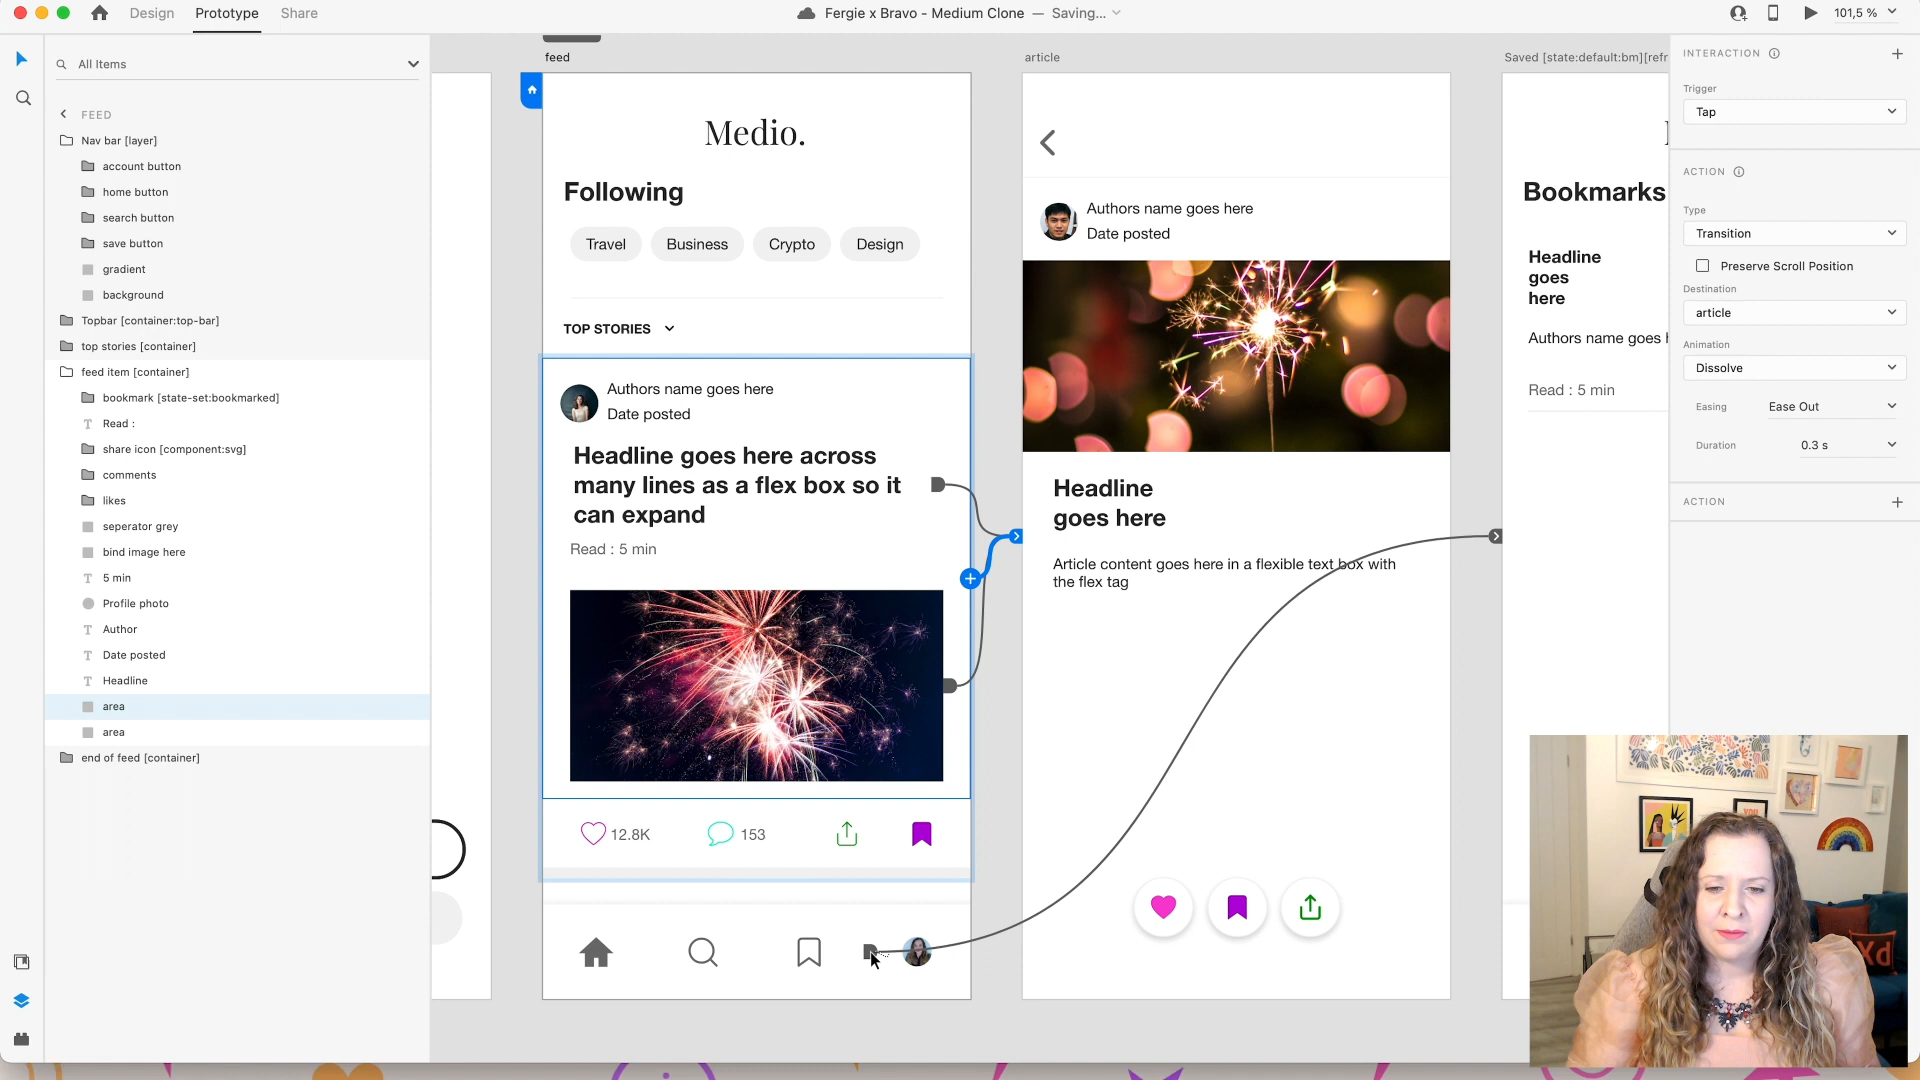 Design
Prototype
Share
Fergie x Bravo - Medium Clone — Saving...
101,5 %
All Items
FEED
Nav bar [layer]
account button
home button
search button
save button
gradient
background
Topbar [container:top-bar]
top stories [container]
feed item [container]
bookmark [state-set:bookmarked]
Read :
share icon [component:svg]
comments
likes
seperator grey
bind image here
5 min
Profile photo
Author
Date posted
Headline
area
area
end of feed [container]
feed
Medio.
Following
Travel
Business
Crypto
Design
TOP STORIES
Authors name goes here
Date posted
Headline goes here across
many lines as a flex box so it
can expand
Read : 5 min
12.8K
153
article
Authors name goes here
Date posted
Headline
goes here
Article content goes here in a flexible text box with
the flex tag
Saved [state:default:bm][refr
Bookmarks
Headline
goes
here
Authors name goes
Read : 5 min
INTERACTION
Trigger
Tap
ACTION
Type
Transition
Preserve Scroll Position
Destination
article
Animation
Dissolve
Easing
Ease Out
Duration
0.3 s
ACTION
YOU
Xd